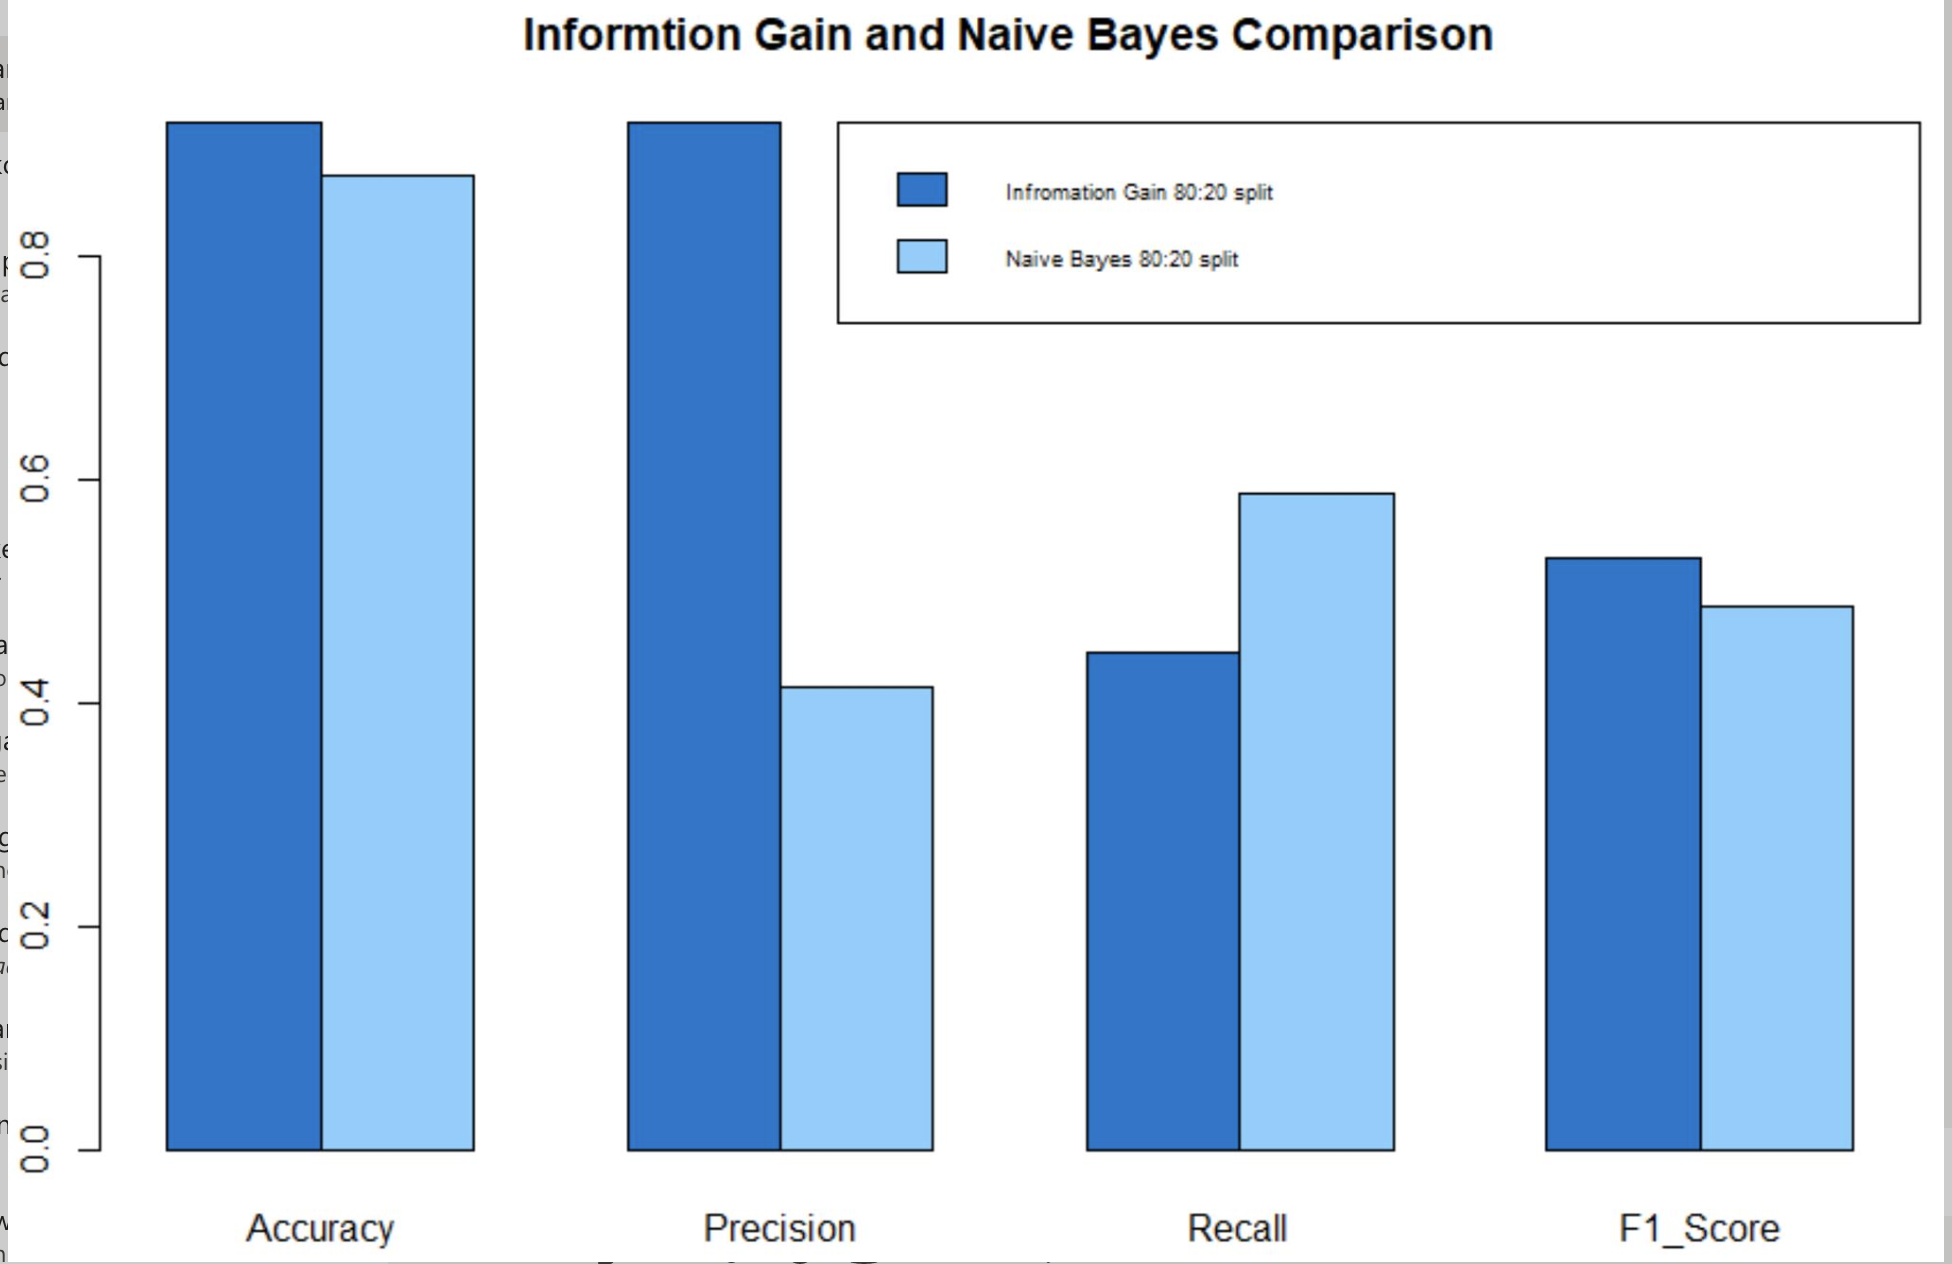 Informtion Gain and Naive Bayes Comparison
Infromation Gain 80:20 split
Naive Bayes 80:20 split
0.8
0.6
0.4
0.2
0.0
Accuracy Precision Recall F1_Score